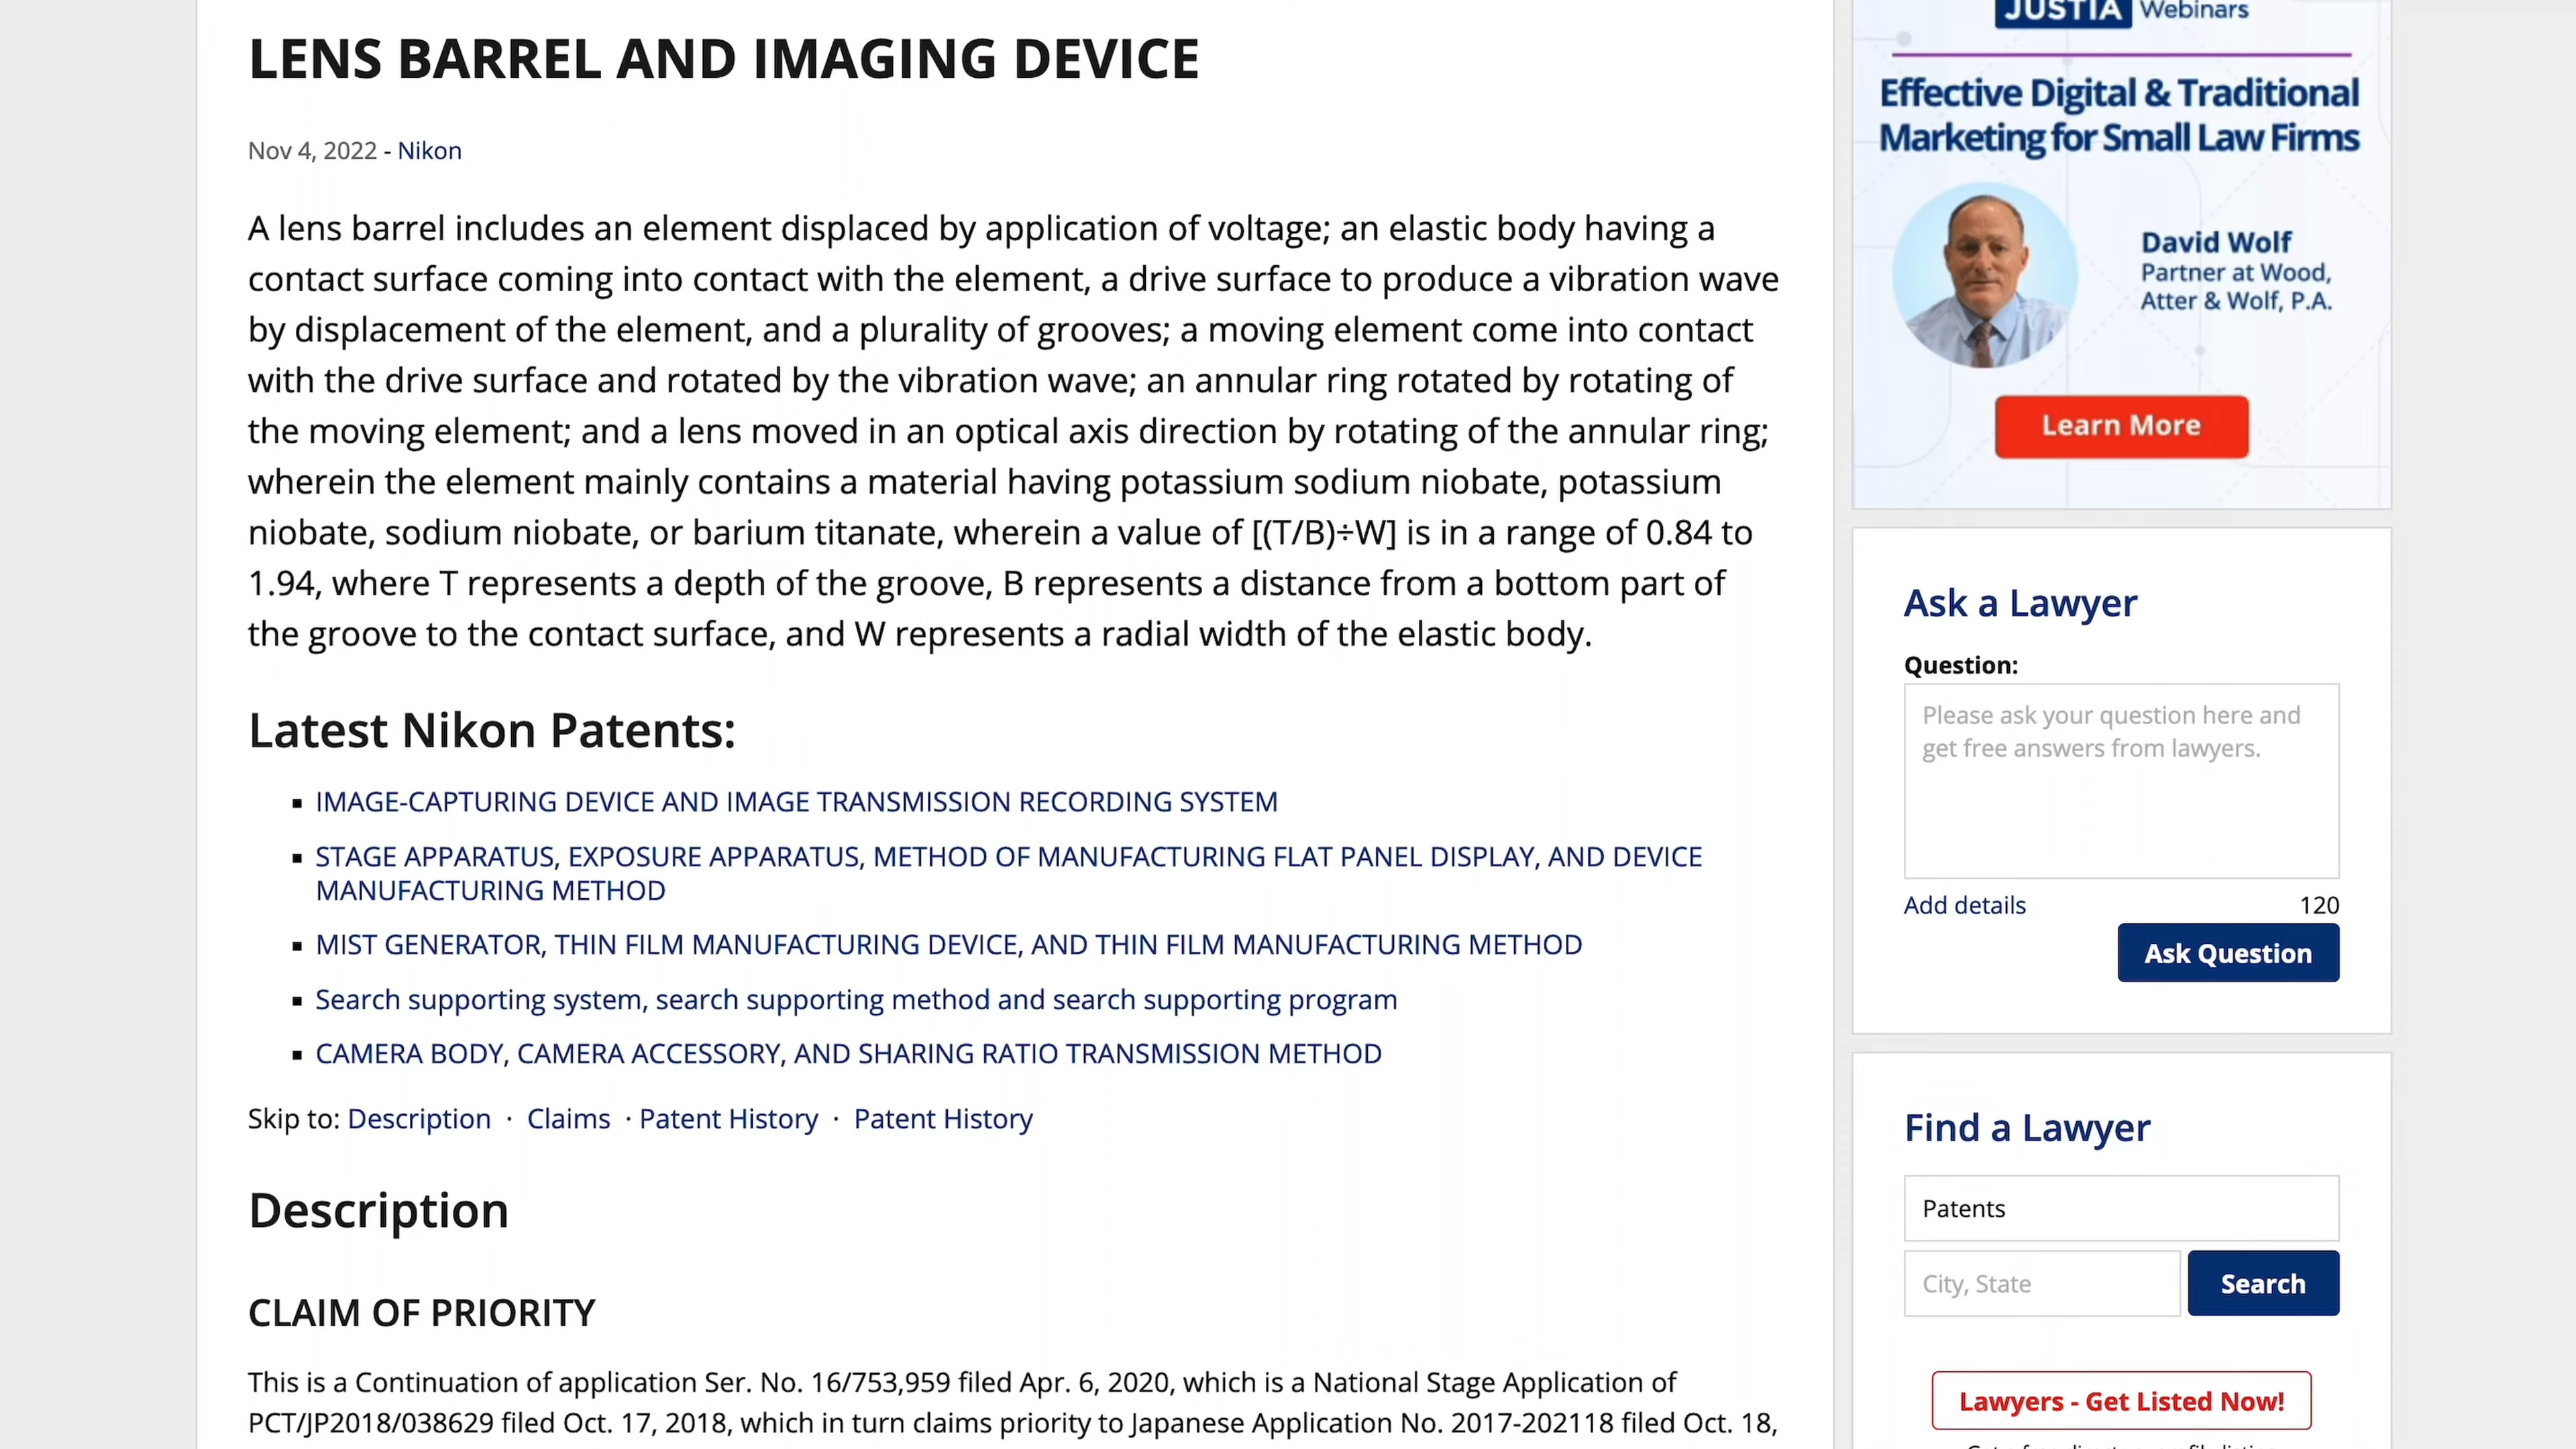 LENS BARREL AND IMAGING DEVICE
Nov 4, 2022 - Nikon
A lens barrel includes an element displaced by application of voltage; an elastic body having a
contact surface coming into contact with the element, a drive surface to produce a vibration wave
by displacement of the element, and a plurality of grooves; a moving element come into contact
with the drive surface and rotated by the vibration wave; an annular ring rotated by rotating of
the moving element; and a lens moved in an optical axis direction by rotating of the annular ring;
wherein the element mainly contains a material having potassium sodium niobate, potassium
niobate, sodium niobate, or barium titanate, wherein a value of [(T/B)÷W] is in a range of 0.84 to
1.94, where T represents a depth of the groove, B represents a distance from a bottom part of
the groove to the contact surface, and W represents a radial width of the elastic body.
Latest Nikon Patents:
▪ IMAGE-CAPTURING DEVICE AND IMAGE TRANSMISSION RECORDING SYSTEM
▪ STAGE APPARATUS, EXPOSURE APPARATUS, METHOD OF MANUFACTURING FLAT PANEL DISPLAY, AND DEVICE
MANUFACTURING METHOD
▪ MIST GENERATOR, THIN FILM MANUFACTURING DEVICE, AND THIN FILM MANUFACTURING METHOD
▪ Search supporting system, search supporting method and search supporting program
▪ CAMERA BODY, CAMERA ACCESSORY, AND SHARING RATIO TRANSMISSION METHOD
Skip to: Description · Claims · Patent History · Patent History
Description
CLAIM OF PRIORITY
This is a Continuation of application Ser. No. 16/753,959 filed Apr. 6, 2020, which is a National Stage Application of
PCT/JP2018/038629 filed Oct. 17, 2018, which in turn claims priority to Japanese Application No. 2017-202118 filed Oct. 18,
JUSTIA Webinars
Effective Digital & Traditional
Marketing for Small Law Firms
David Wolf
Partner at Wood,
Atter & Wolf, P.A.
Learn More
Ask a Lawyer
Question:
Please ask your question here and
get free answers from lawyers.
Add details 120
Ask Question
Find a Lawyer
Patents
City, State Search
Lawyers - Get Listed Now!